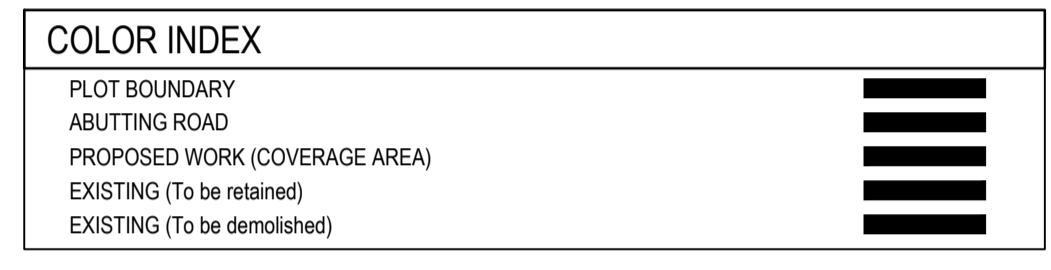 COLOR INDEX
PLOT BOUNDARY
ABUTTING ROAD
PROPOSED WORK (COVERAGE AREA)
EXISTING (To be retained)
EXISTING (To be demolished)